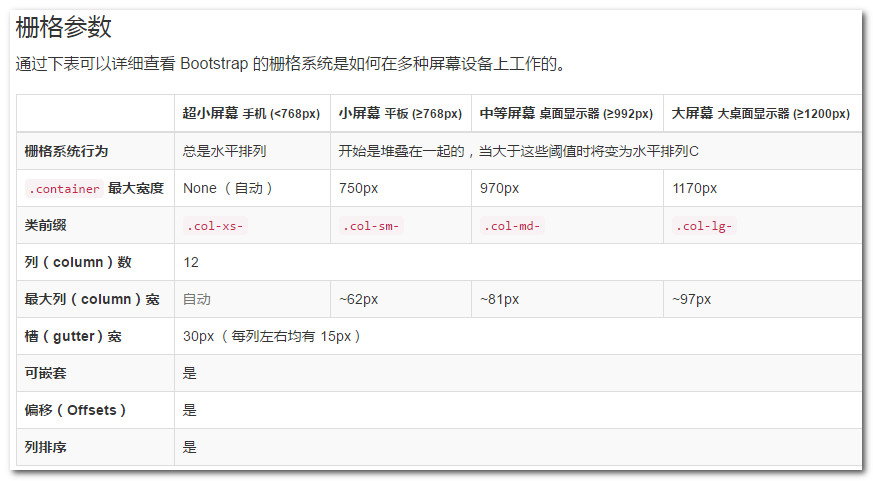 栅格参数
通过下表可以详细查看 Bootstrap 的栅格系统是如何在多种屏幕设备上工作的。
超小屏幕 手机 (<768px) 小屏幕 平板 (≥768px) 中等屏幕 桌面显示器 (≥992px) 大屏幕 大桌面显示器 (≥1200px)
栅格系统行为 总是水平排列 开始是堆叠在一起的，当大于这些阈值时将变为水平排列C
.container 最大宽度 None （自动） 750px 970px 1170px
类前缀 .col-xs- .col-sm- .col-md- .col-lg-
列（column）数 12
最大列（column）宽 自动 ~62px ~81px ~97px
槽（gutter）宽 30px （每列左右均有 15px）
可嵌套 是
偏移（Offsets） 是
列排序 是